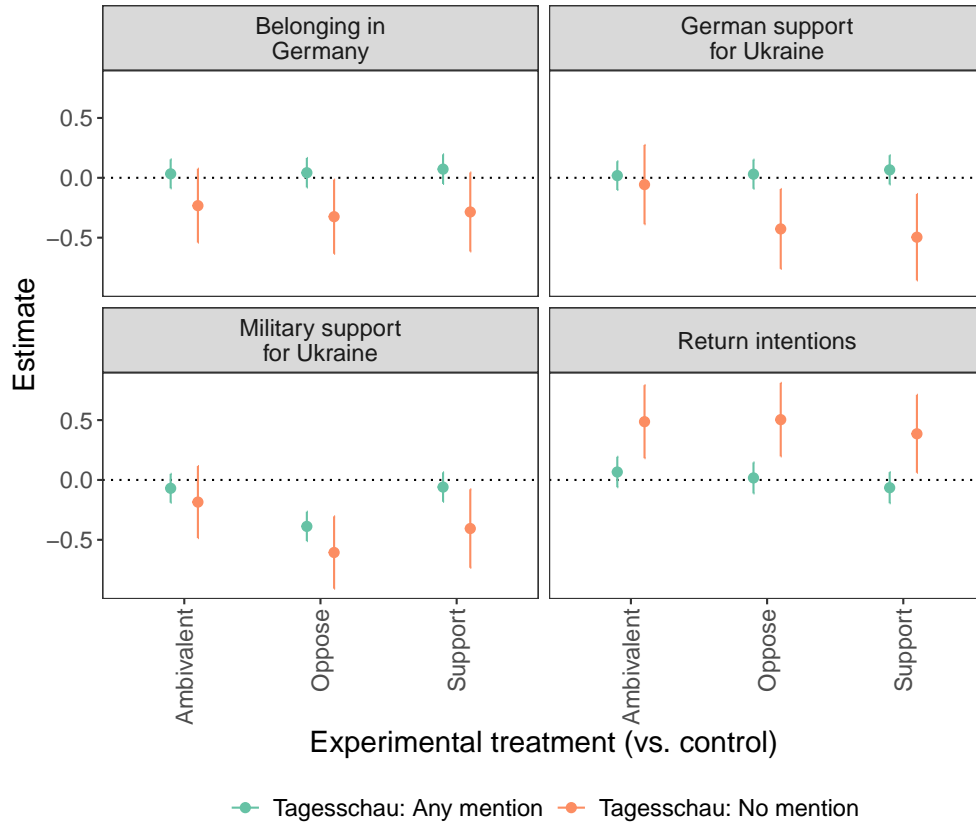 Belonging in
Germany
German support
for Ukraine
0.5
0.0
−0.5
Military support
for Ukraine
Return intentions
0.5
0.0
−0.5
Estimate
Ambivalent
Oppose
Support
Ambivalent
Oppose
Support
Experimental treatment (vs. control)
Tagesschau: Any mention
Tagesschau: No mention